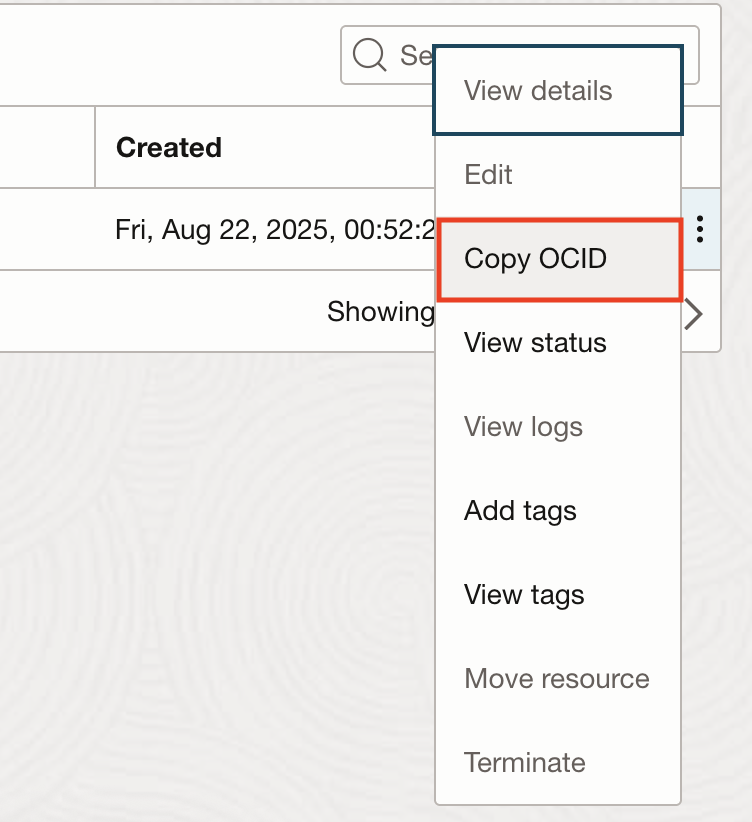 Se
View details
Created
Edit
Fri, Aug 22, 2025, 00:52:2
Copy OCID
Showing
View status
View logs
Add tags
View tags
Move resource
Terminate